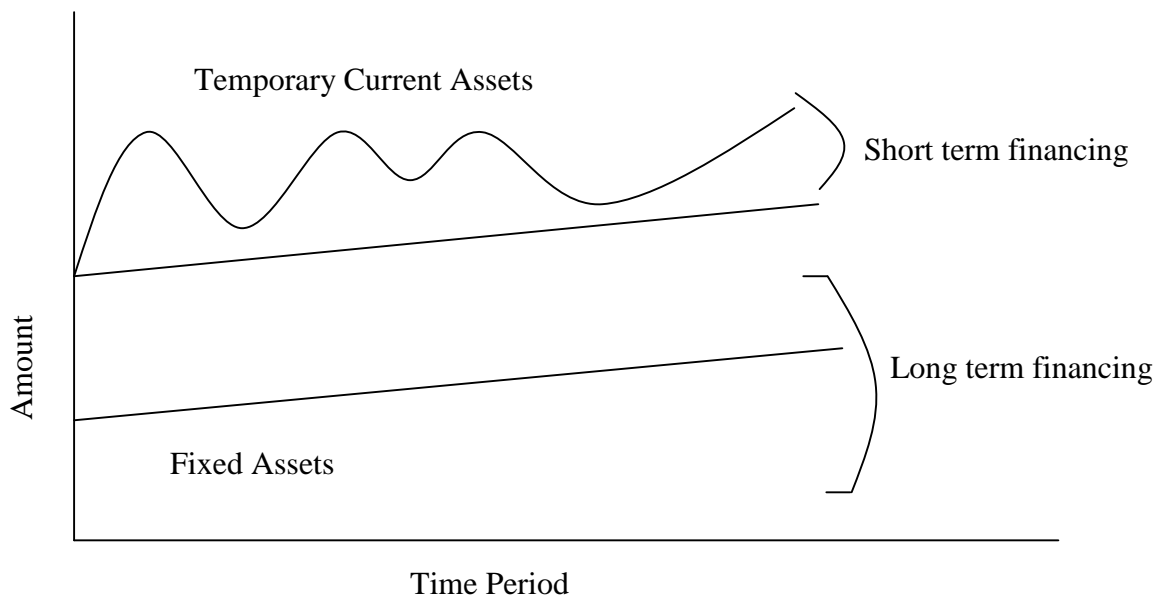 Temporary Current Assets
Short term financing
Amount
Long term financing
Fixed Assets
Time Period